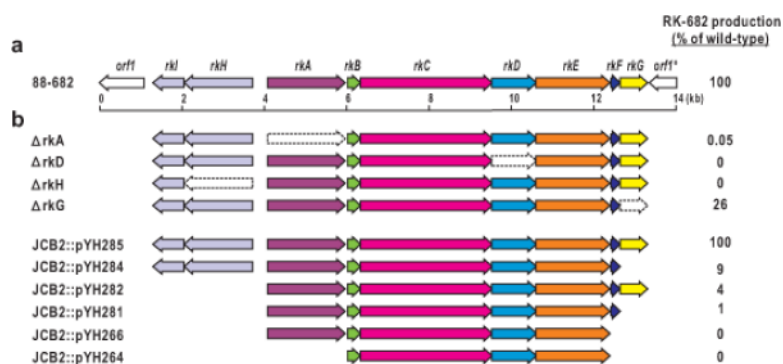 RK-682 production
(% of wild-type)
a
orf1 rkI rkH rkA rkB rkC rkD rkE rkF rkG orf1*
88-682 100
0 2 4 6 8 10 12 14 (kb)
b
ΔrkA 0.05
ΔrkD 0
ΔrkH 0
ΔrkG 26
JCB2::pYH285 100
JCB2::pYH284 9
JCB2::pYH282 4
JCB2::pYH281 1
JCB2::pYH266 0
JCB2::pYH264 0